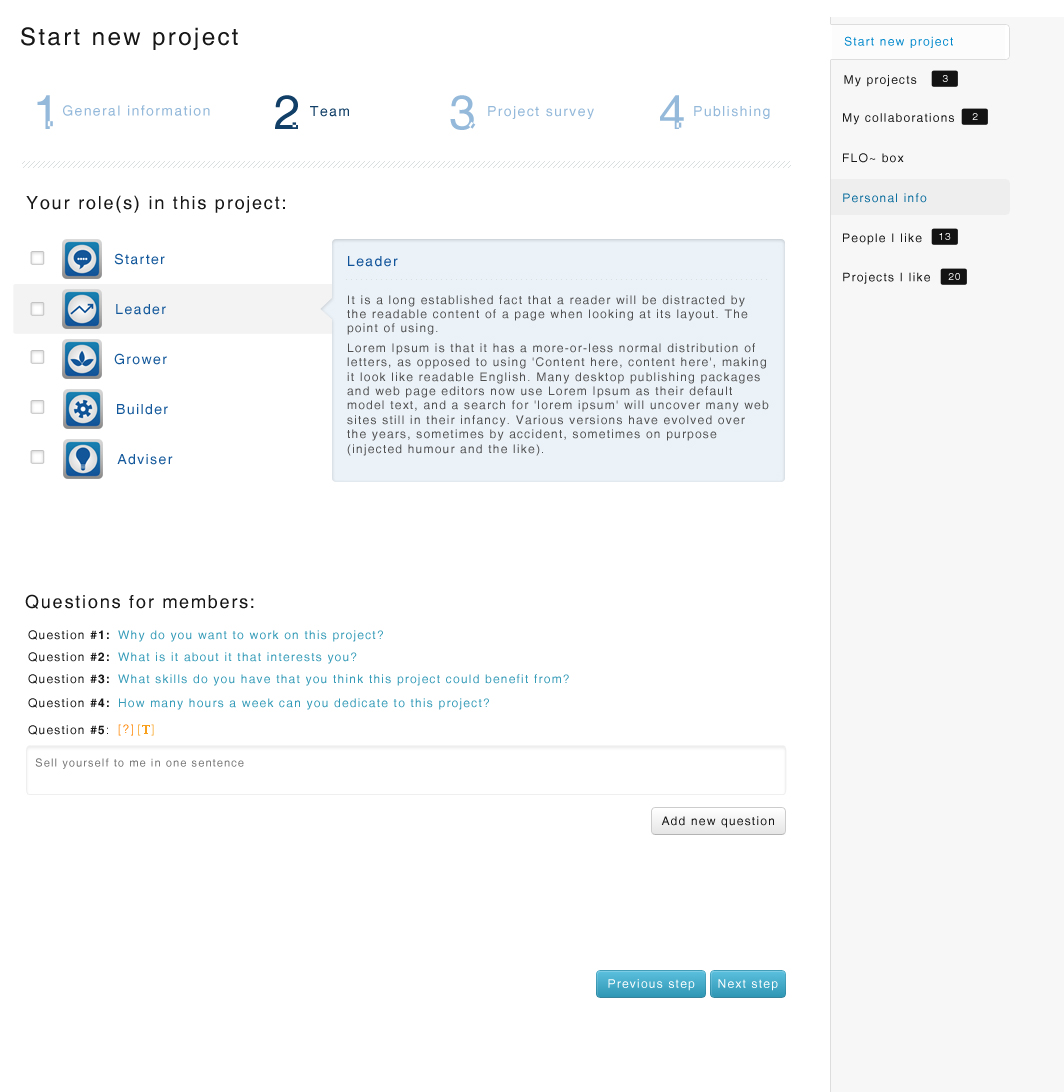 Start new project
1 General information
2 Team
3 Project survey
4 Publishing
Your role(s) in this project:
Starter
Leader
Grower
Builder
Adviser
Leader
It is a long established fact that a reader will be distracted by
the readable content of a page when looking at its layout. The
point of using.
Lorem Ipsum is that it has a more-or-less normal distribution of
letters, as opposed to using 'Content here, content here', making
it look like readable English. Many desktop publishing packages
and web page editors now use Lorem Ipsum as their default
model text, and a search for 'lorem ipsum' will uncover many web
sites still in their infancy. Various versions have evolved over
the years, sometimes by accident, sometimes on purpose
(injected humour and the like).
Questions for members:
Question #1: Why do you want to work on this project?
Question #2: What is it about it that interests you?
Question #3: What skills do you have that you think this project could benefit from?
Question #4: How many hours a week can you dedicate to this project?
Question #5: [?][T]
Sell yourself to me in one sentence
Add new question
Previous step
Next step
Start new project
My projects 3
My collaborations 2
FLO~ box
Personal info
People I like 13
Projects I like 20